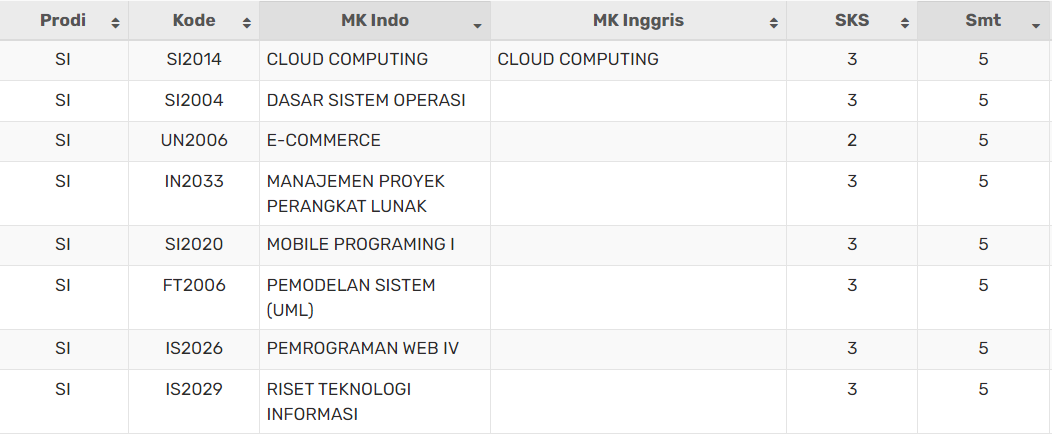 Prodi Kode MK Indo MK Inggris SKS Smt
SI SI2014 CLOUD COMPUTING CLOUD COMPUTING 3 5
SI SI2004 DASAR SISTEM OPERASI 3 5
SI UN2006 E-COMMERCE 2 5
SI IN2033 MANAJEMEN PROYEK 3 5
PERANGKAT LUNAK
SI SI2020 MOBILE PROGRAMING I 3 5
SI FT2006 PEMODELAN SISTEM 3 5
(UML)
SI IS2026 PEMROGRAMAN WEB IV 3 5
SI IS2029 RISET TEKNOLOGI 3 5
INFORMASI